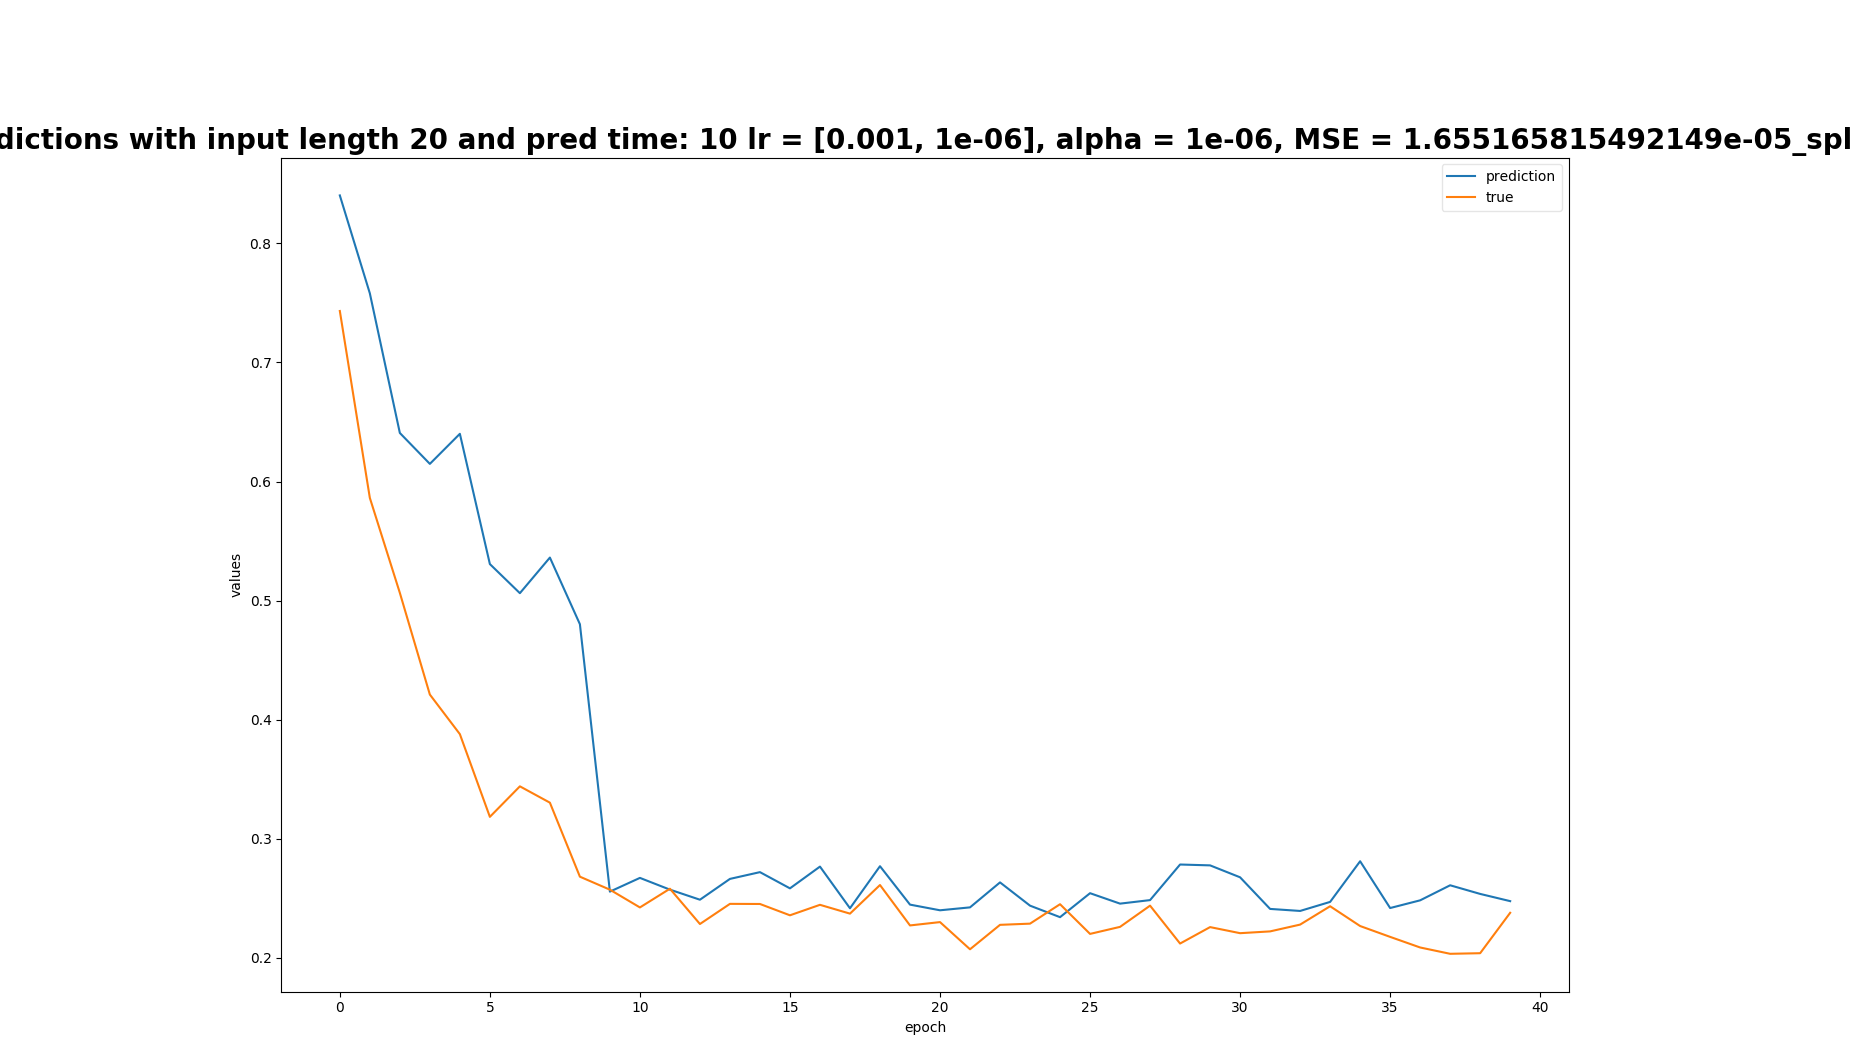 dictions with input length 20 and pred time: 10 lr = [0.001, 1e-06], alpha = 1e-06, MSE = 1.655165815492149e-05_spl
prediction
true
0.8
0.7
0.6
0.5
0.4
0.3
0.2
values
0 5 10 15 20 25 30 35 40
epoch